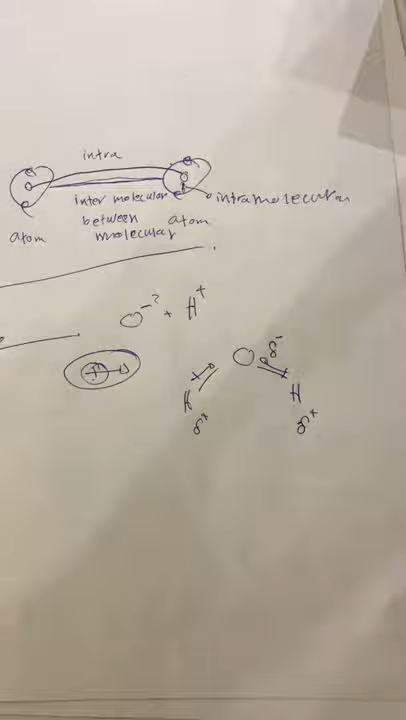 intra
inter molecular
intramolecular
between atom
atom
molecular
O⁻² + H⁺
O δ⁻
H H
δ⁺ δ⁺